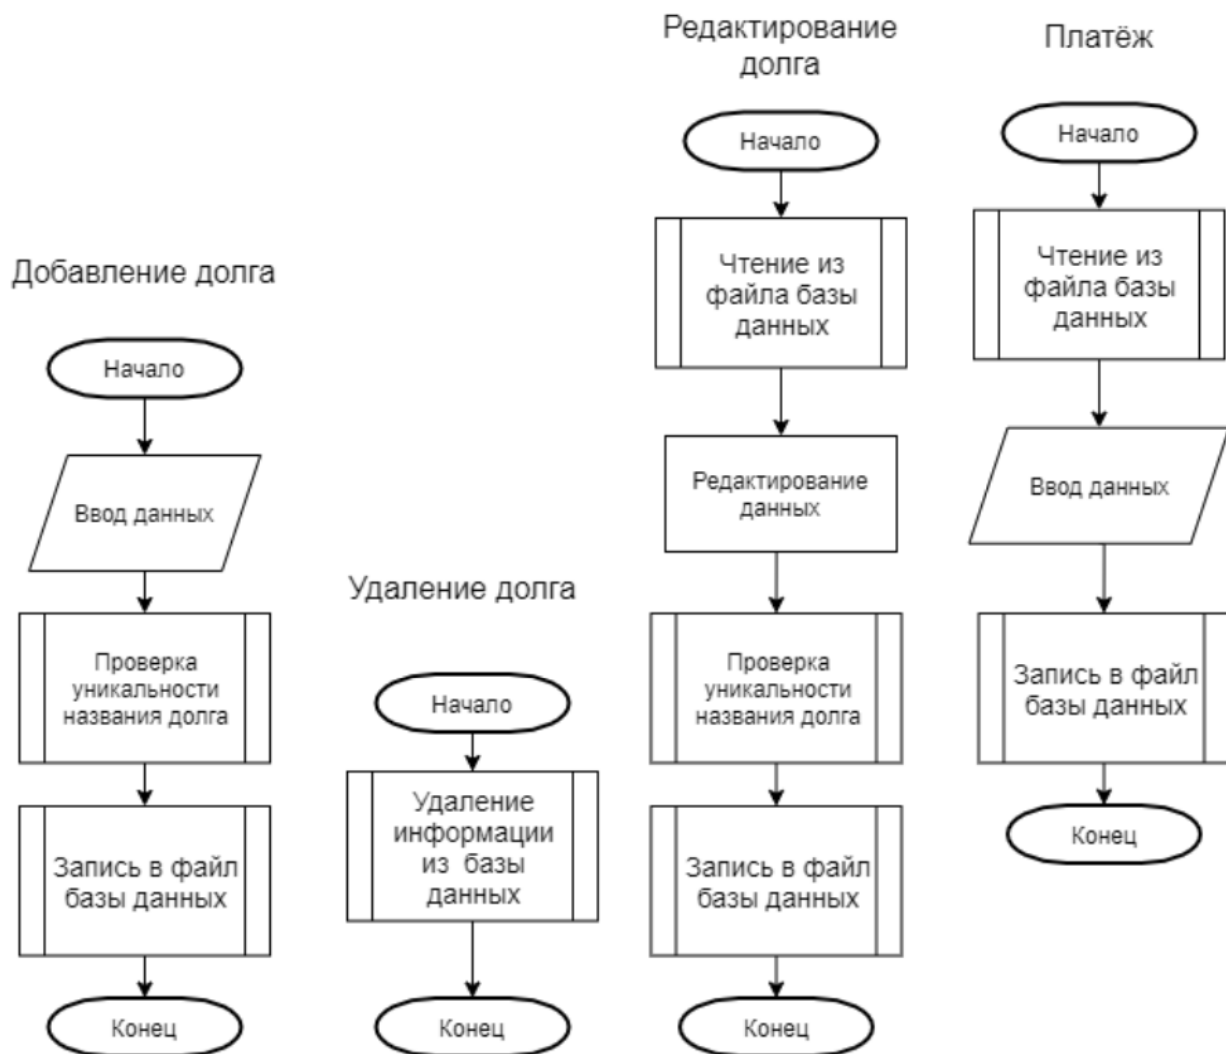 Добавление долга
Начало
Ввод данных
Проверка
уникальности
названия долга
Запись в файл
базы данных
Конец
Удаление долга
Начало
Удаление
информации
из базы
данных
Конец
Редактирование
долга
Начало
Чтение из
файла базы
данных
Редактирование
данных
Проверка
уникальности
названия долга
Запись в файл
базы данных
Конец
Платёж
Начало
Чтение из
файла базы
данных
Ввод данных
Запись в файл
базы данных
Конец